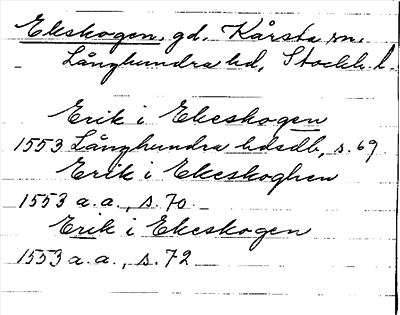 Ekskogen, gd, Kårsta sn,
Långhundra hd, Stockh. l.
Erik i Ekeskogen
1553 Långhundra hdsdb, s. 69
Erik i Ekeskoghen
1553 a.a., s. 70
Erik i Ekeskogen
1553 a.a., s. 72